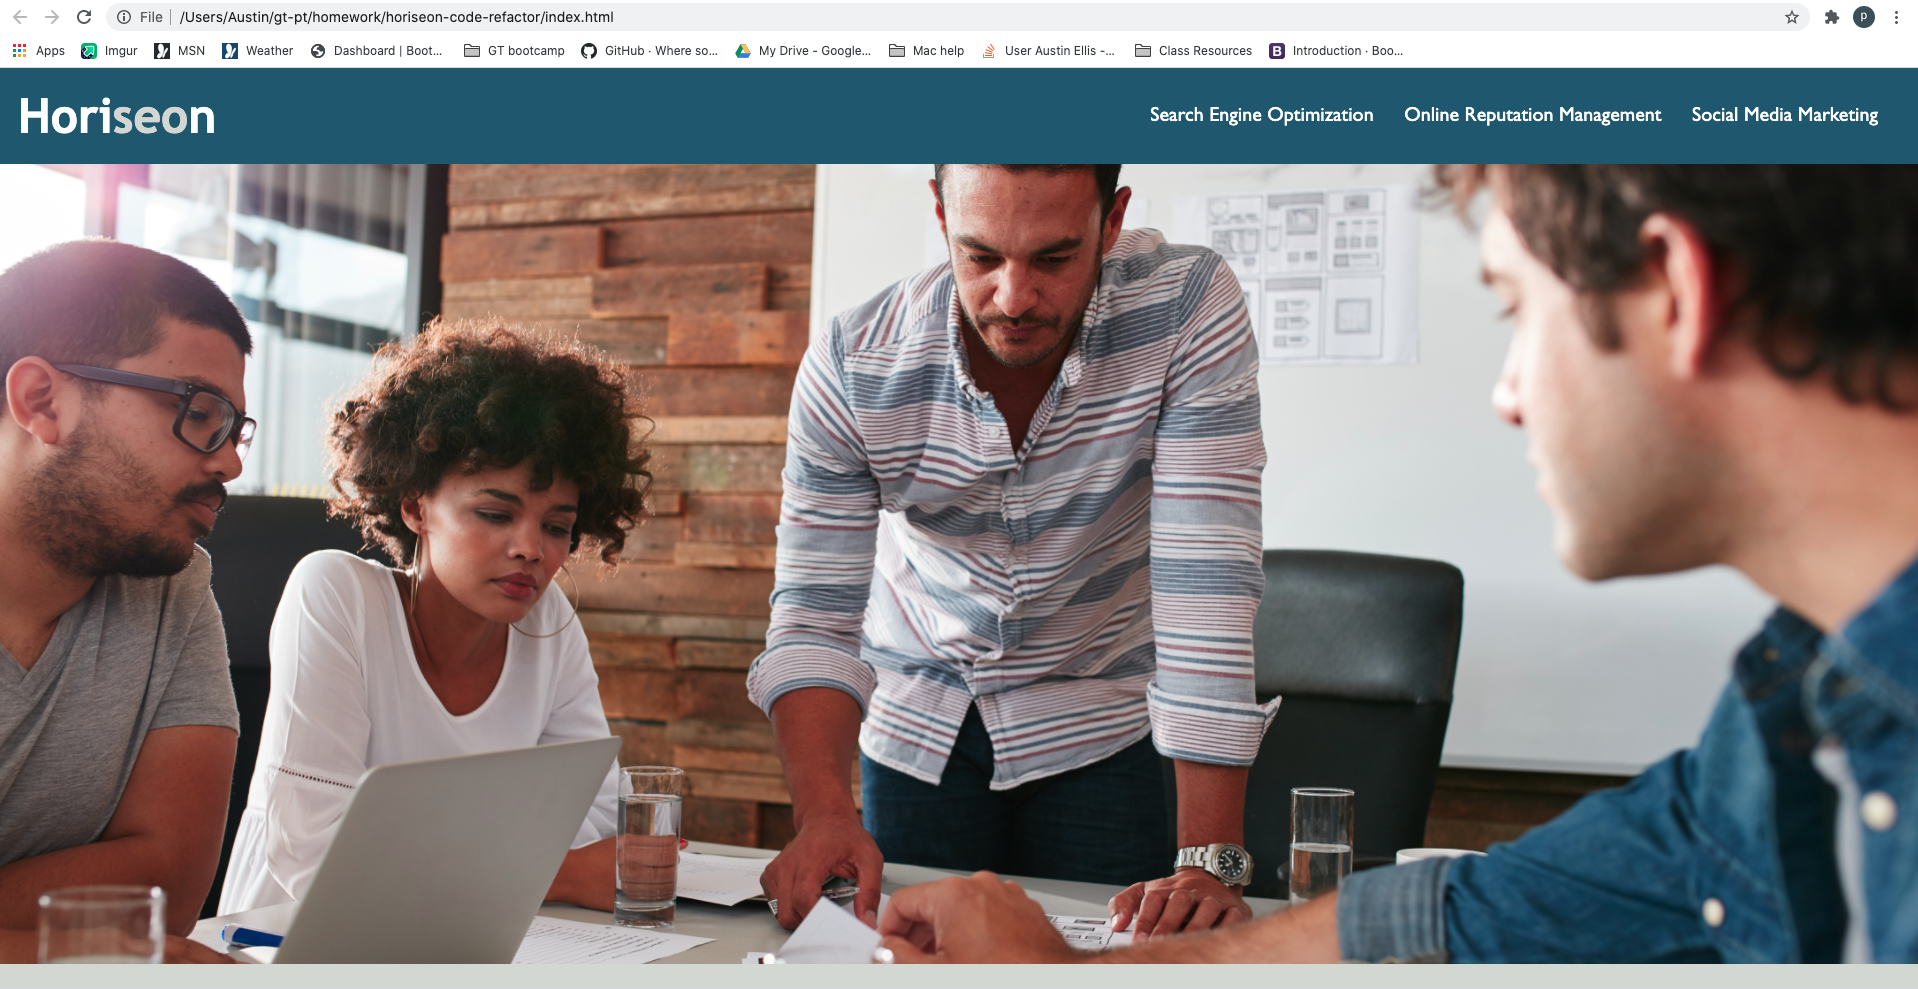 File /Users/Austin/gt-pt/homework/horiseon-code-refactor/index.html P
Apps Imgur MSN Weather Dashboard | Boot... GT bootcamp GitHub · Where so... My Drive - Google... Mac help User Austin Ellis -... Class Resources B Introduction · Boo...
Horiseon Search Engine Optimization Online Reputation Management Social Media Marketing